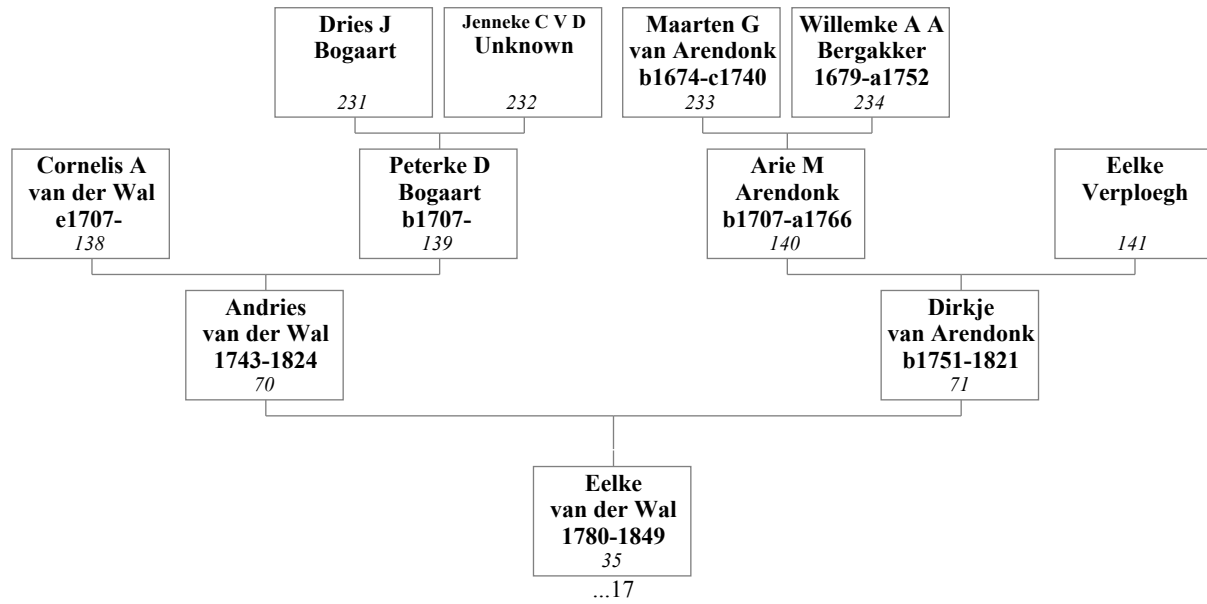 Dries J
Bogaart
231
Jenneke C V D
Unknown
232
Maarten G
van Arendonk
b1674-c1740
233
Willemke A A
Bergakker
1679-a1752
234
Cornelis A
van der Wal
e1707-
138
Peterke D
Bogaart
b1707-
139
Arie M
Arendonk
b1707-a1766
140
Eelke
Verploegh
141
Andries
van der Wal
1743-1824
70
Dirkje
van Arendonk
b1751-1821
71
Eelke
van der Wal
1780-1849
35
...17